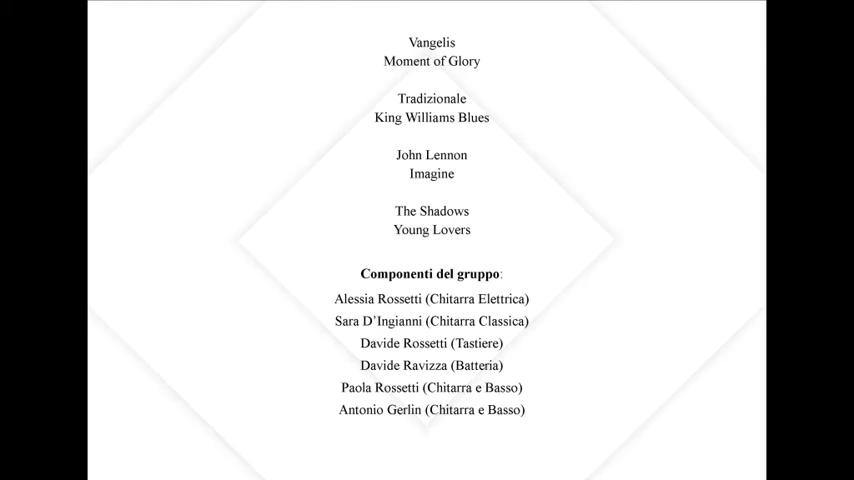 Vangelis
Moment of Glory
Tradizionale
King Williams Blues
John Lennon
Imagine
The Shadows
Young Lovers
Componenti del gruppo:
Alessia Rossetti (Chitarra Elettrica)
Sara D’Ingianni (Chitarra Classica)
Davide Rossetti (Tastiere)
Davide Ravizza (Batteria)
Paola Rossetti (Chitarra e Basso)
Antonio Gerlin (Chitarra e Basso)